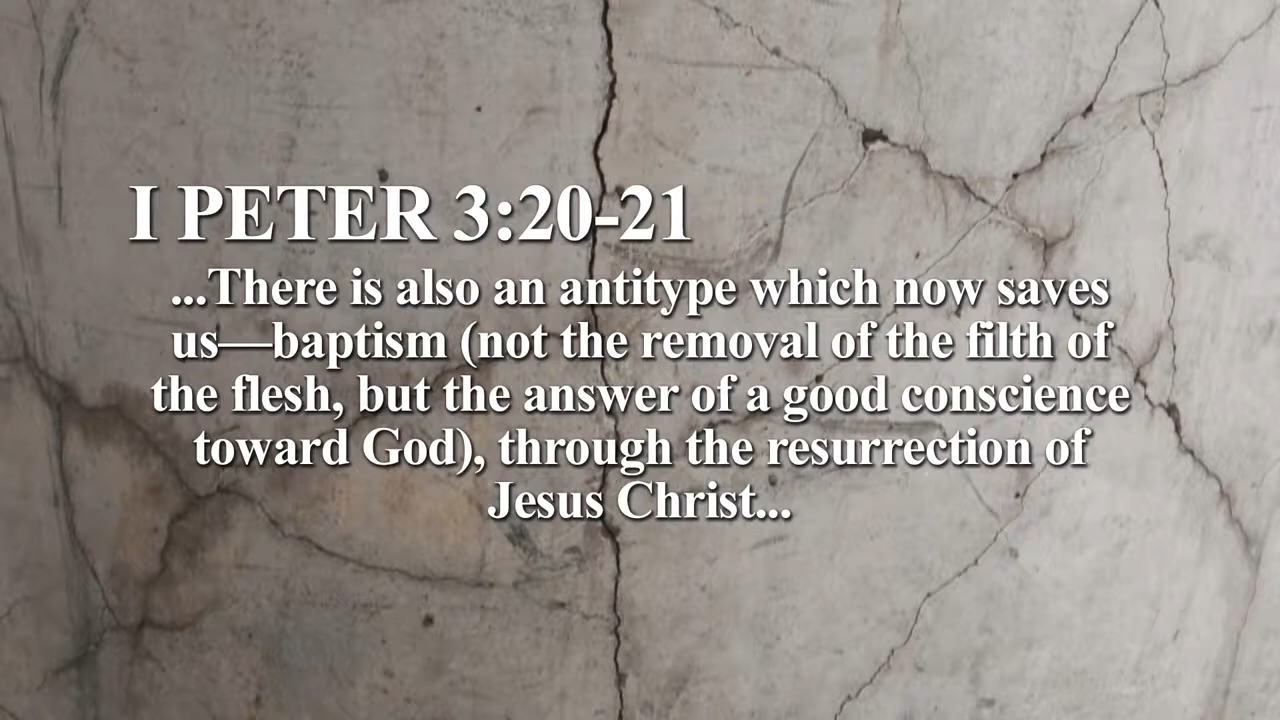 I PETER 3:20-21
...There is also an antitype which now saves
us—baptism (not the removal of the filth of
the flesh, but the answer of a good conscience
toward God), through the resurrection of
Jesus Christ...